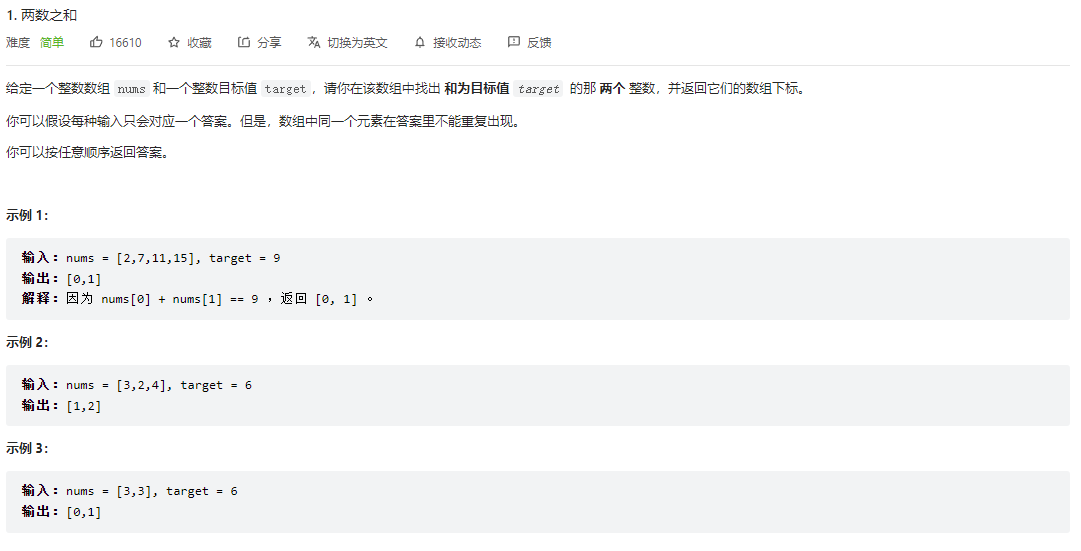 1. 两数之和
难度 简单 16610 收藏 分享 切换为英文 接收动态 反馈
给定一个整数数组 nums 和一个整数目标值 target，请你在该数组中找出 和为目标值 target 的那 两个 整数，并返回它们的数组下标。
你可以假设每种输入只会对应一个答案。但是，数组中同一个元素在答案里不能重复出现。
你可以按任意顺序返回答案。
示例 1：
输入：nums = [2,7,11,15], target = 9
输出：[0,1]
解释：因为 nums[0] + nums[1] == 9 ，返回 [0, 1] 。
示例 2：
输入：nums = [3,2,4], target = 6
输出：[1,2]
示例 3：
输入：nums = [3,3], target = 6
输出：[0,1]